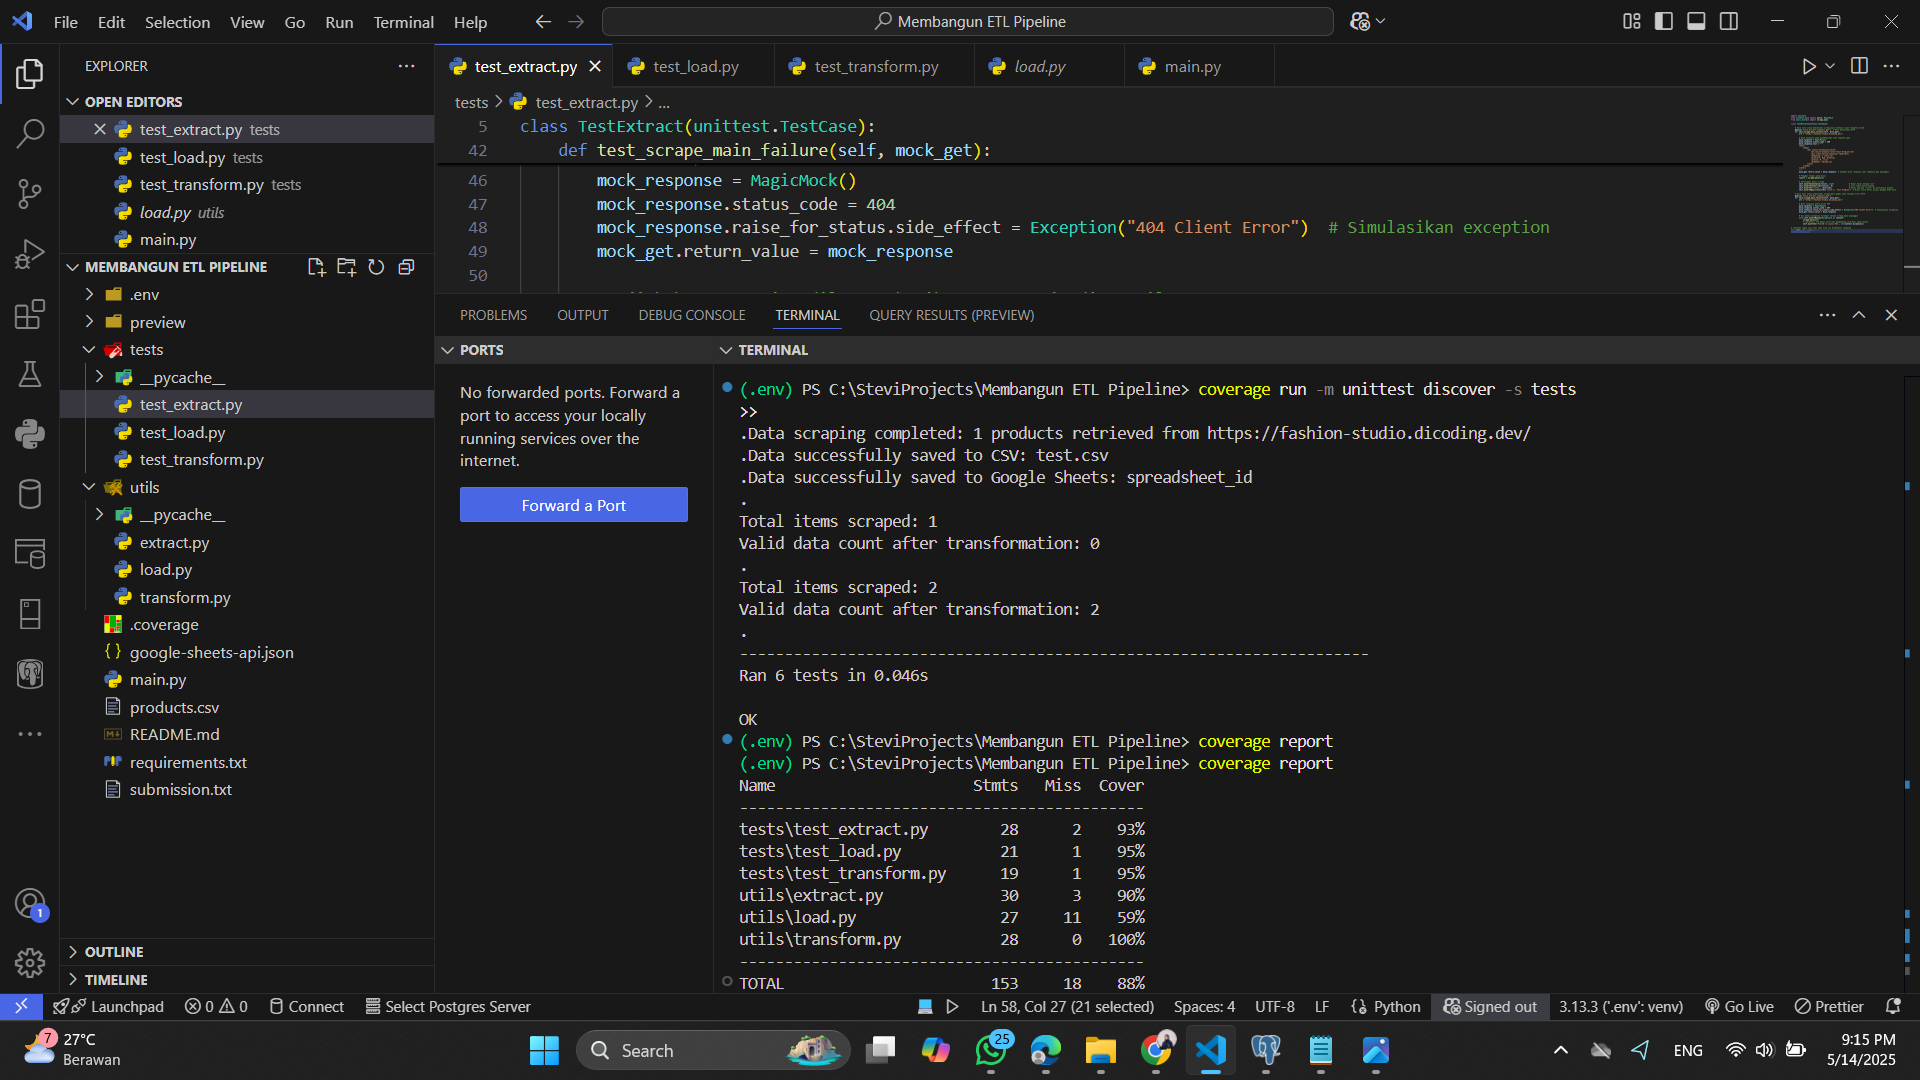 File Edit Selection View Go Run Terminal Help
Membangun ETL Pipeline
EXPLORER
OPEN EDITORS
test_extract.py tests
test_load.py tests
test_transform.py tests
load.py utils
main.py
MEMBANGUN ETL PIPELINE
.env
preview
tests
__pycache__
test_extract.py
test_load.py
test_transform.py
utils
__pycache__
extract.py
load.py
transform.py
.coverage
google-sheets-api.json
main.py
products.csv
README.md
requirements.txt
submission.txt
OUTLINE
TIMELINE
1
test_extract.py
test_load.py
test_transform.py
load.py
main.py
tests > test_extract.py > ...
5 class TestExtract(unittest.TestCase):
42 def test_scrape_main_failure(self, mock_get):
46 mock_response = MagicMock()
47 mock_response.status_code = 404
48 mock_response.raise_for_status.side_effect = Exception("404 Client Error") # Simulasikan exception
49 mock_get.return_value = mock_response
50
PROBLEMS OUTPUT DEBUG CONSOLE TERMINAL QUERY RESULTS (PREVIEW)
PORTS
No forwarded ports. Forward a
port to access your locally
running services over the
internet.
Forward a Port
TERMINAL
(.env) PS C:\SteviProjects\Membangun ETL Pipeline> coverage run -m unittest discover -s tests
>>
.Data scraping completed: 1 products retrieved from https://fashion-studio.dicoding.dev/
.Data successfully saved to CSV: test.csv
.Data successfully saved to Google Sheets: spreadsheet_id
.
Total items scraped: 1
Valid data count after transformation: 0
.
Total items scraped: 2
Valid data count after transformation: 2
.
----------------------------------------------------------------------
Ran 6 tests in 0.046s
OK
(.env) PS C:\SteviProjects\Membangun ETL Pipeline> coverage report
(.env) PS C:\SteviProjects\Membangun ETL Pipeline> coverage report
Name Stmts Miss Cover
---------------------------------------------
tests\test_extract.py 28 2 93%
tests\test_load.py 21 1 95%
tests\test_transform.py 19 1 95%
utils\extract.py 30 3 90%
utils\load.py 27 11 59%
utils\transform.py 28 0 100%
---------------------------------------------
TOTAL 153 18 88%
Launchpad 0 0 Connect Select Postgres Server Ln 58, Col 27 (21 selected) Spaces: 4 UTF-8 LF Python Signed out 3.13.3 ('.env': venv) Go Live Prettier
7
27°C
Berawan
Search
25
ENG
9:15 PM
5/14/2025